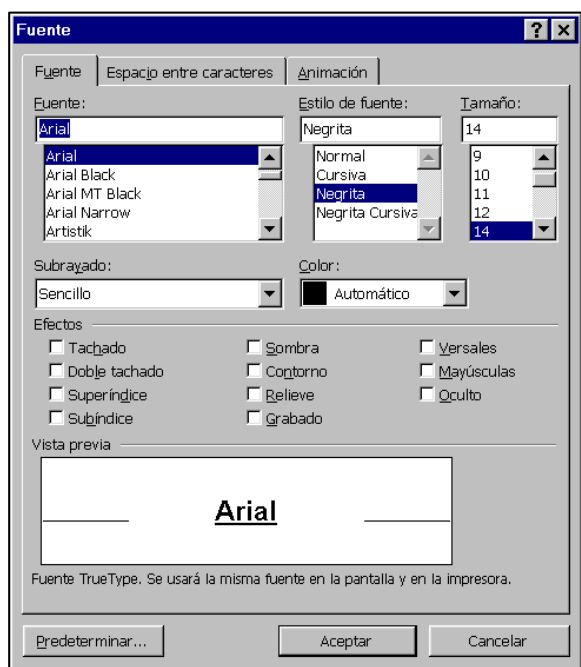 Fuente
Fuente Espacio entre caracteres Animación
Fuente: Estilo de fuente: Tamaño:
Arial Negrita 14
Arial Normal 9
Arial Black Cursiva 10
Arial MT Black Negrita 11
Arial Narrow Negrita Cursiva 12
Artistik 14
Subrayado: Color:
Sencillo Automático
Efectos
Tachado Sombra Versales
Doble tachado Contorno Mayúsculas
Superíndice Relieve Oculto
Subíndice Grabado
Vista previa
Arial
Fuente TrueType. Se usará la misma fuente en la pantalla y en la impresora.
Predeterminar... Aceptar Cancelar